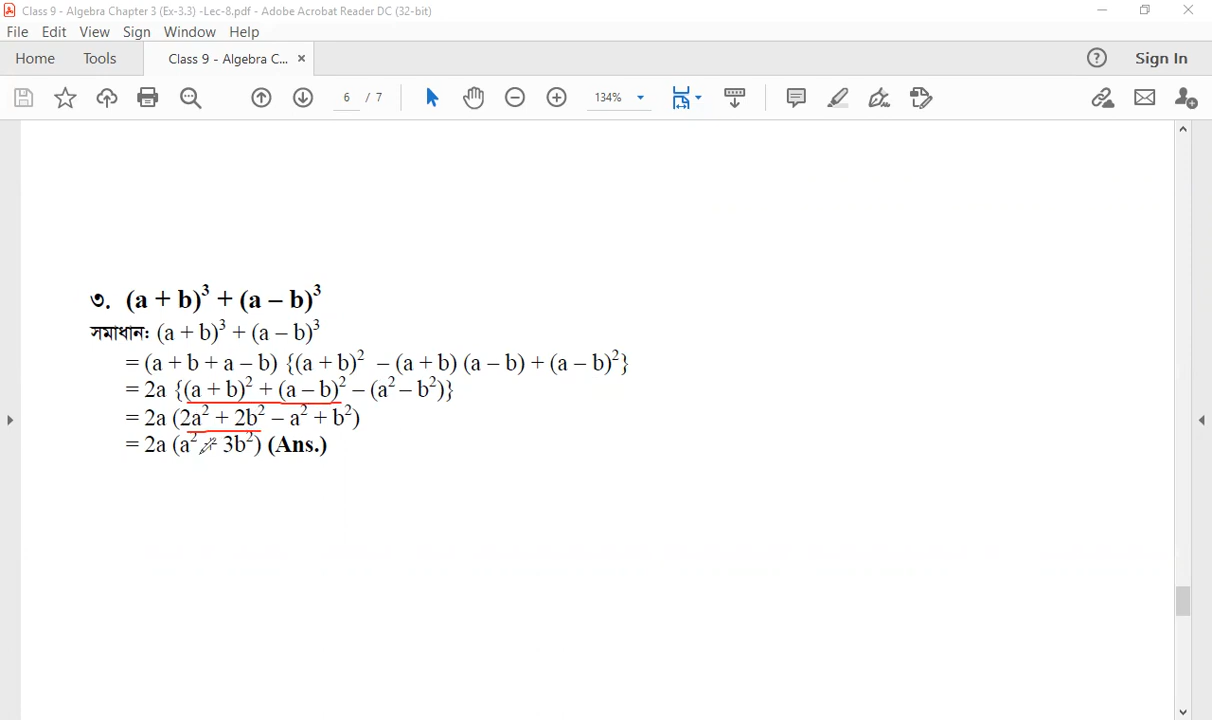 Class 9 - Algebra Chapter 3 (Ex-3.3) -Lec-8.pdf - Adobe Acrobat Reader DC (32-bit)
File Edit View Sign Window Help
Home Tools Class 9 - Algebra C... × Sign In
6 / 7 134%
৩. (a + b)³ + (a – b)³
সমাধান: (a + b)³ + (a – b)³
= (a + b + a – b) {(a + b)² – (a + b) (a – b) + (a – b)²}
= 2a {(a + b)² + (a – b)² – (a² – b²)}
= 2a (2a² + 2b² – a² + b²)
= 2a (a² + 3b²) (Ans.)